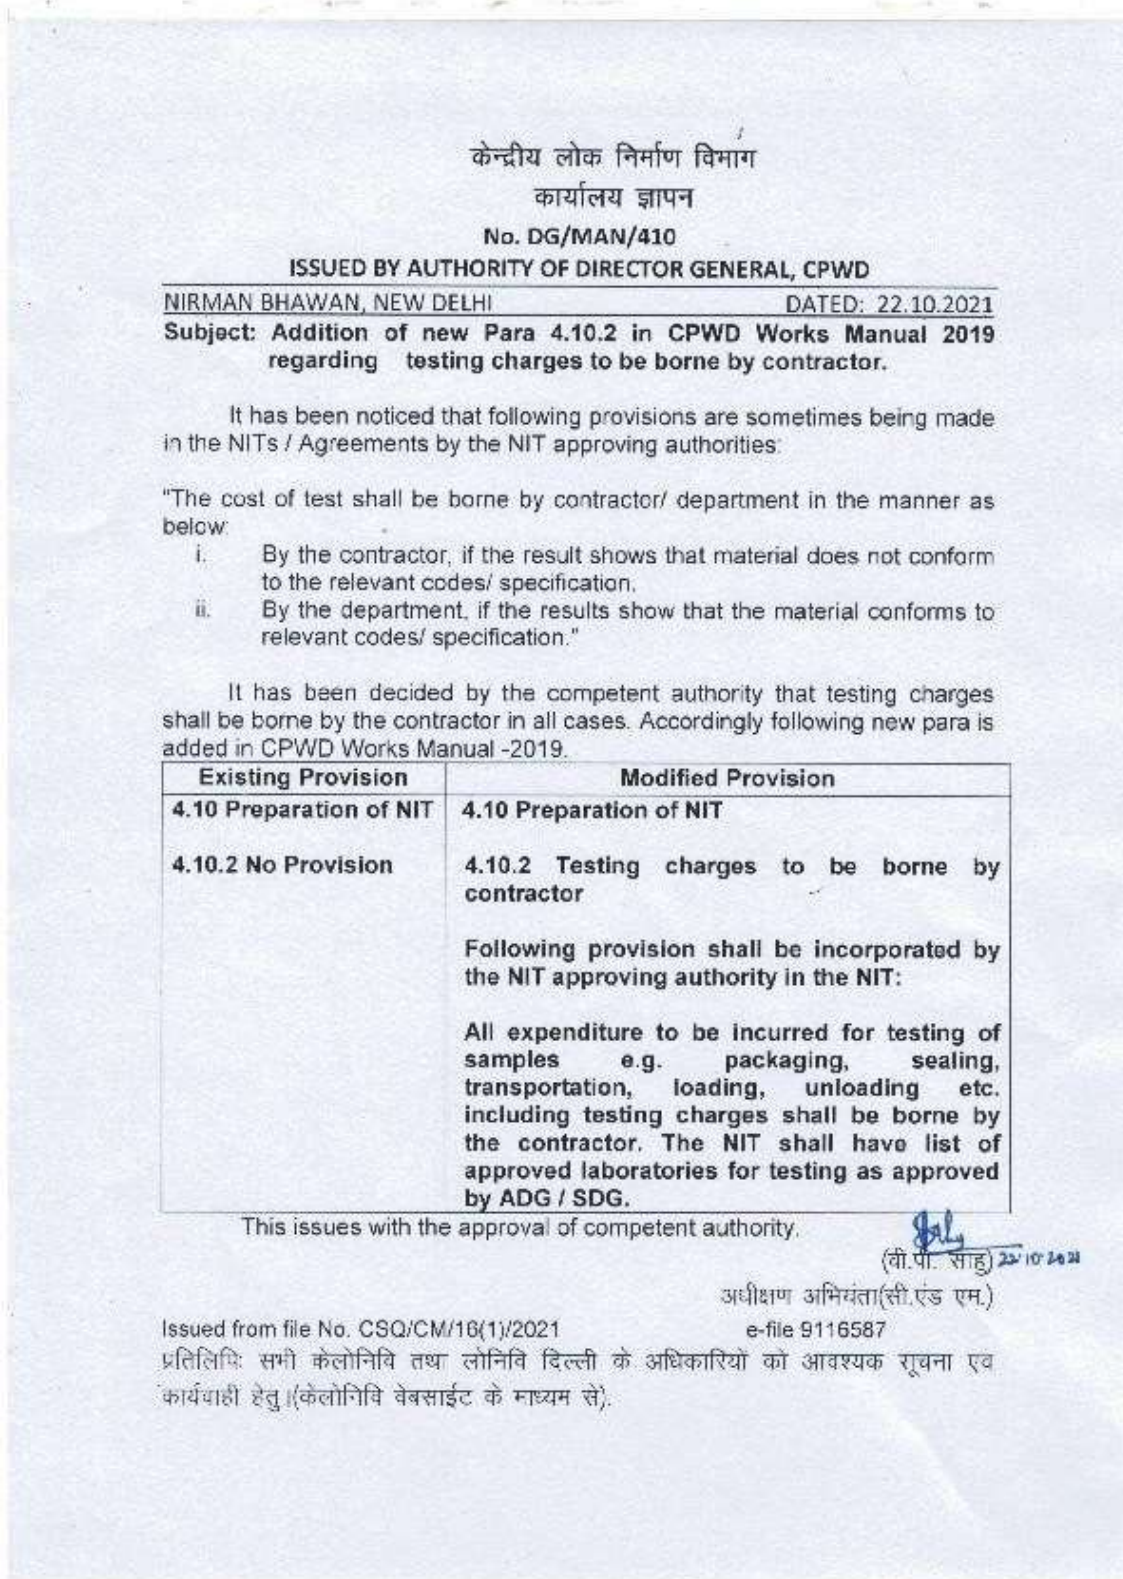 केन्द्रीय लोक निर्माण विभाग
कार्यालय ज्ञापन
No. DG/MAN/410
ISSUED BY AUTHORITY OF DIRECTOR GENERAL, CPWD
NIRMAN BHAWAN, NEW DELHI DATED: 22.10.2021
Subject: Addition of new Para 4.10.2 in CPWD Works Manual 2019
regarding testing charges to be borne by contractor.
It has been noticed that following provisions are sometimes being made
in the NITs / Agreements by the NIT approving authorities:
"The cost of test shall be borne by contractor/ department in the manner as
below:
i. By the contractor, if the result shows that material does not conform
to the relevant codes/ specification.
ii. By the department, if the results show that the material conforms to
relevant codes/ specification."
It has been decided by the competent authority that testing charges
shall be borne by the contractor in all cases. Accordingly following new para is
added in CPWD Works Manual -2019.
Existing Provision Modified Provision
4.10 Preparation of NIT 4.10 Preparation of NIT
4.10.2 No Provision 4.10.2 Testing charges to be borne by
contractor
Following provision shall be incorporated by
the NIT approving authority in the NIT:
All expenditure to be incurred for testing of
samples e.g. packaging, sealing,
transportation, loading, unloading etc.
including testing charges shall be borne by
the contractor. The NIT shall have list of
approved laboratories for testing as approved
by ADG / SDG.
This issues with the approval of competent authority.
(वी.पी. साहु) 22.10.2021
अधीक्षण अभियंता(सी.एंड एम.)
Issued from file No. CSQ/CM/16(1)/2021 e-file 9116587
प्रतिलिपि: सभी केलोनिवि तथा लोनिवि दिल्ली के अधिकारियों को आवश्यक सूचना एव
कार्यवाही हेतु।(केलोनिवि वेबसाईट के माध्यम से).